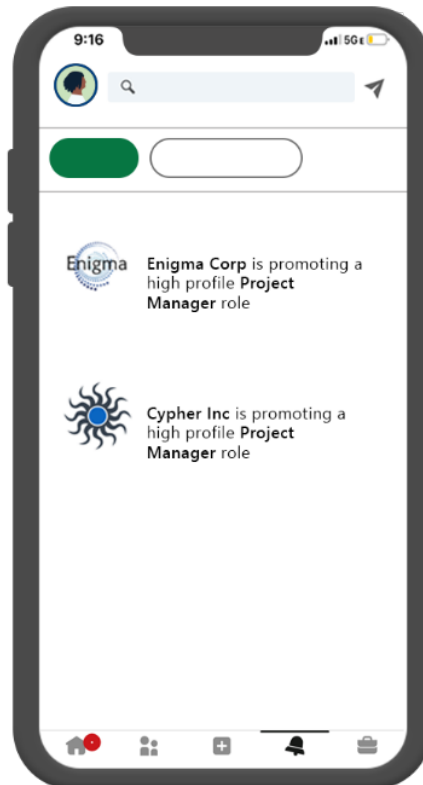 9:16
5GE
Enigma
Enigma Corp is promoting a
high profile Project
Manager role
Cypher Inc is promoting a
high profile Project
Manager role